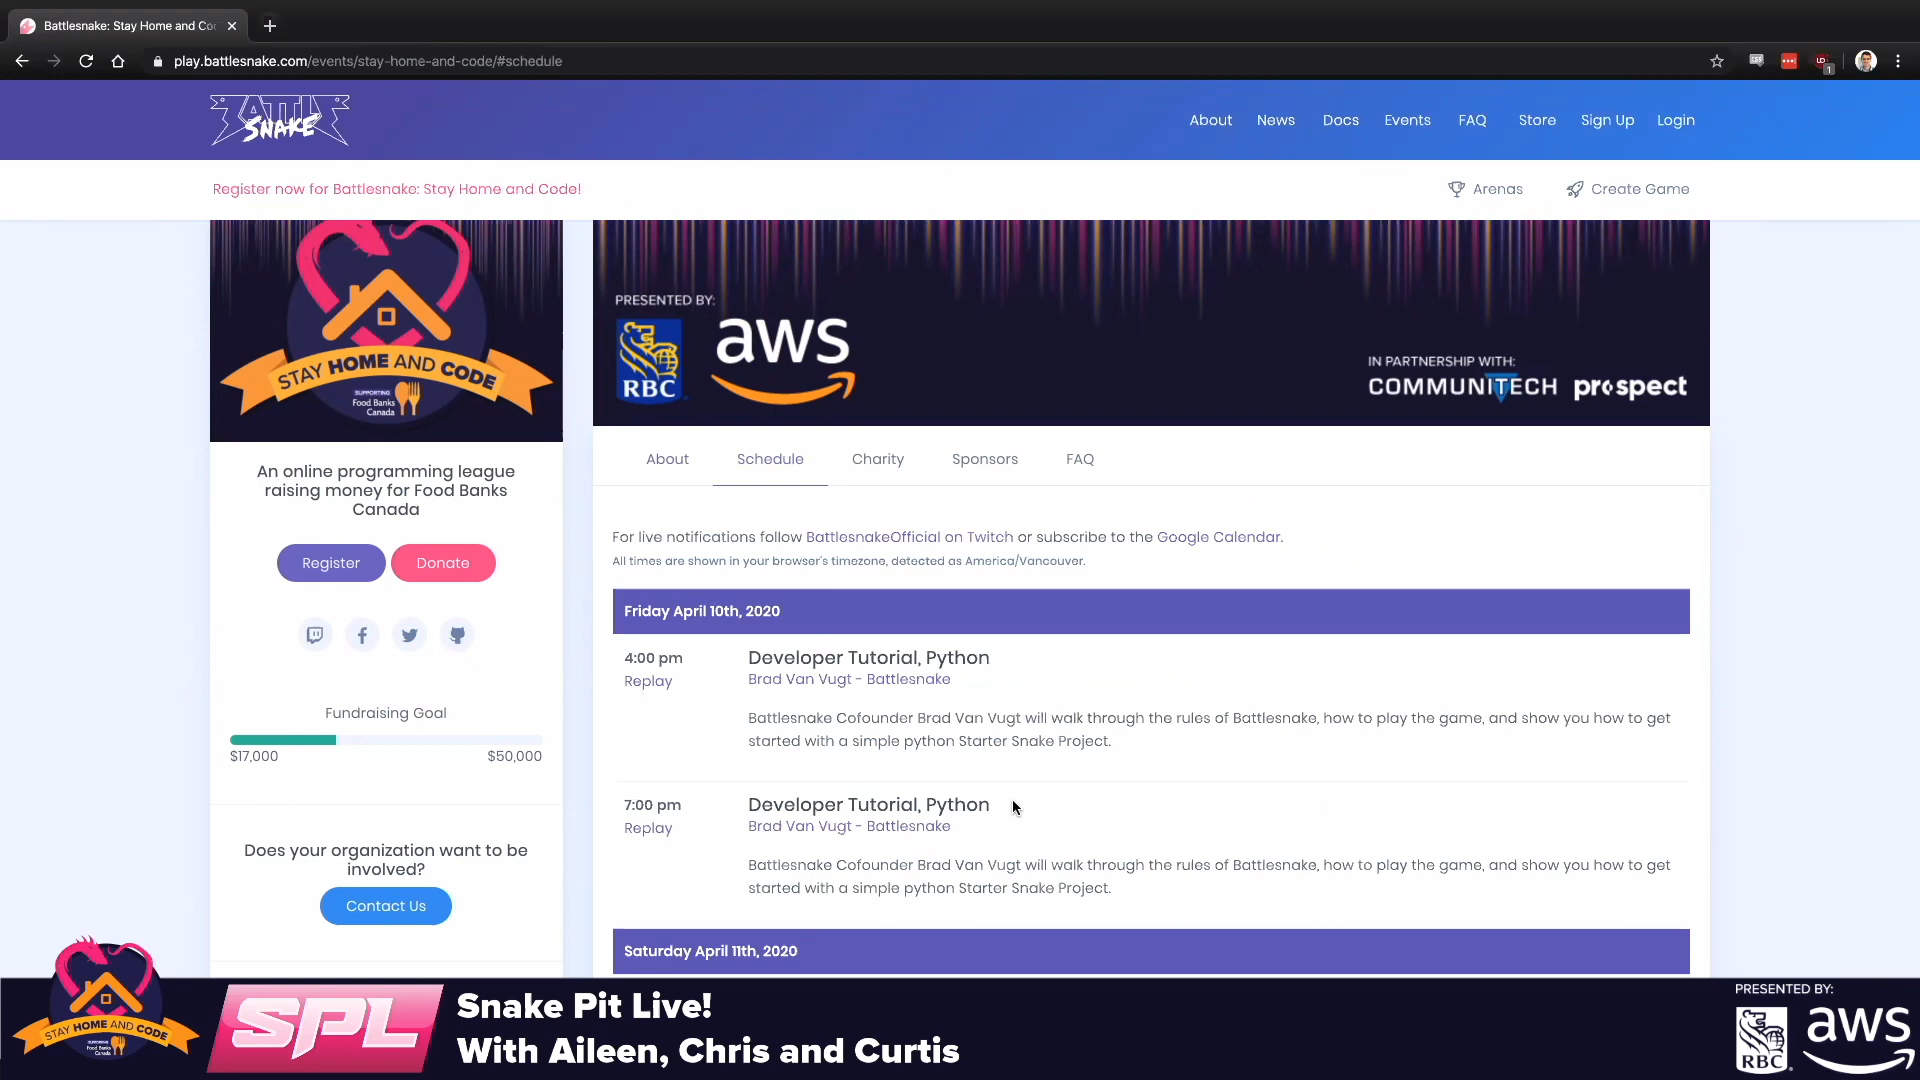 Battlesnake: Stay Home and Co
play.battlesnake.com/events/stay-home-and-code/#schedule
1
BATTLE
SNAKE
About
News
Docs
Events
FAQ
Store
Sign Up
Login
Register now for Battlesnake: Stay Home and Code!
Arenas
Create Game
STAY HOME AND CODE
SUPPORTING
Food Banks
Canada
PRESENTED BY:
RBC
aws
IN PARTNERSHIP WITH:
COMMUNITECH
prospect
An online programming league
raising money for Food Banks
Canada
Register
Donate
Fundraising Goal
$17,000
$50,000
Does your organization want to be
involved?
Contact Us
About
Schedule
Charity
Sponsors
FAQ
For live notifications follow BattlesnakeOfficial on Twitch or subscribe to the Google Calendar.
All times are shown in your browser's timezone, detected as America/Vancouver.
Friday April 10th, 2020
4:00 pm
Replay
Developer Tutorial, Python
Brad Van Vugt - Battlesnake
Battlesnake Cofounder Brad Van Vugt will walk through the rules of Battlesnake, how to play the game, and show you how to get
started with a simple python Starter Snake Project.
7:00 pm
Replay
Developer Tutorial, Python
Brad Van Vugt - Battlesnake
Battlesnake Cofounder Brad Van Vugt will walk through the rules of Battlesnake, how to play the game, and show you how to get
started with a simple python Starter Snake Project.
Saturday April 11th, 2020
STAY HOME AND CODE
SPL
Snake Pit Live!
With Aileen, Chris and Curtis
PRESENTED BY:
RBC
aws